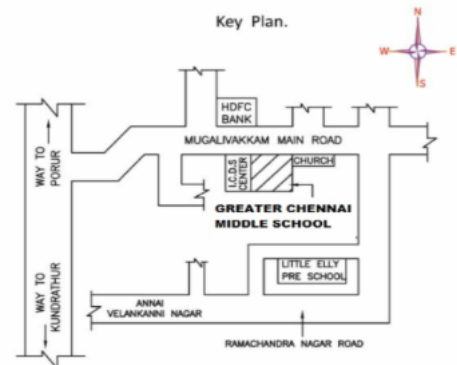 Key Plan.
N
W
E
S
HDFC
BANK
MUGALIVAKKAM MAIN ROAD
WAY TO
PORUR
I.C.D.S
CENTER
CHURCH
GREATER CHENNAI
MIDDLE SCHOOL
WAY TO
KUNDRATHUR
LITTLE ELLY
PRE SCHOOL
ANNAI
VELANKANNI NAGAR
RAMACHANDRA NAGAR ROAD